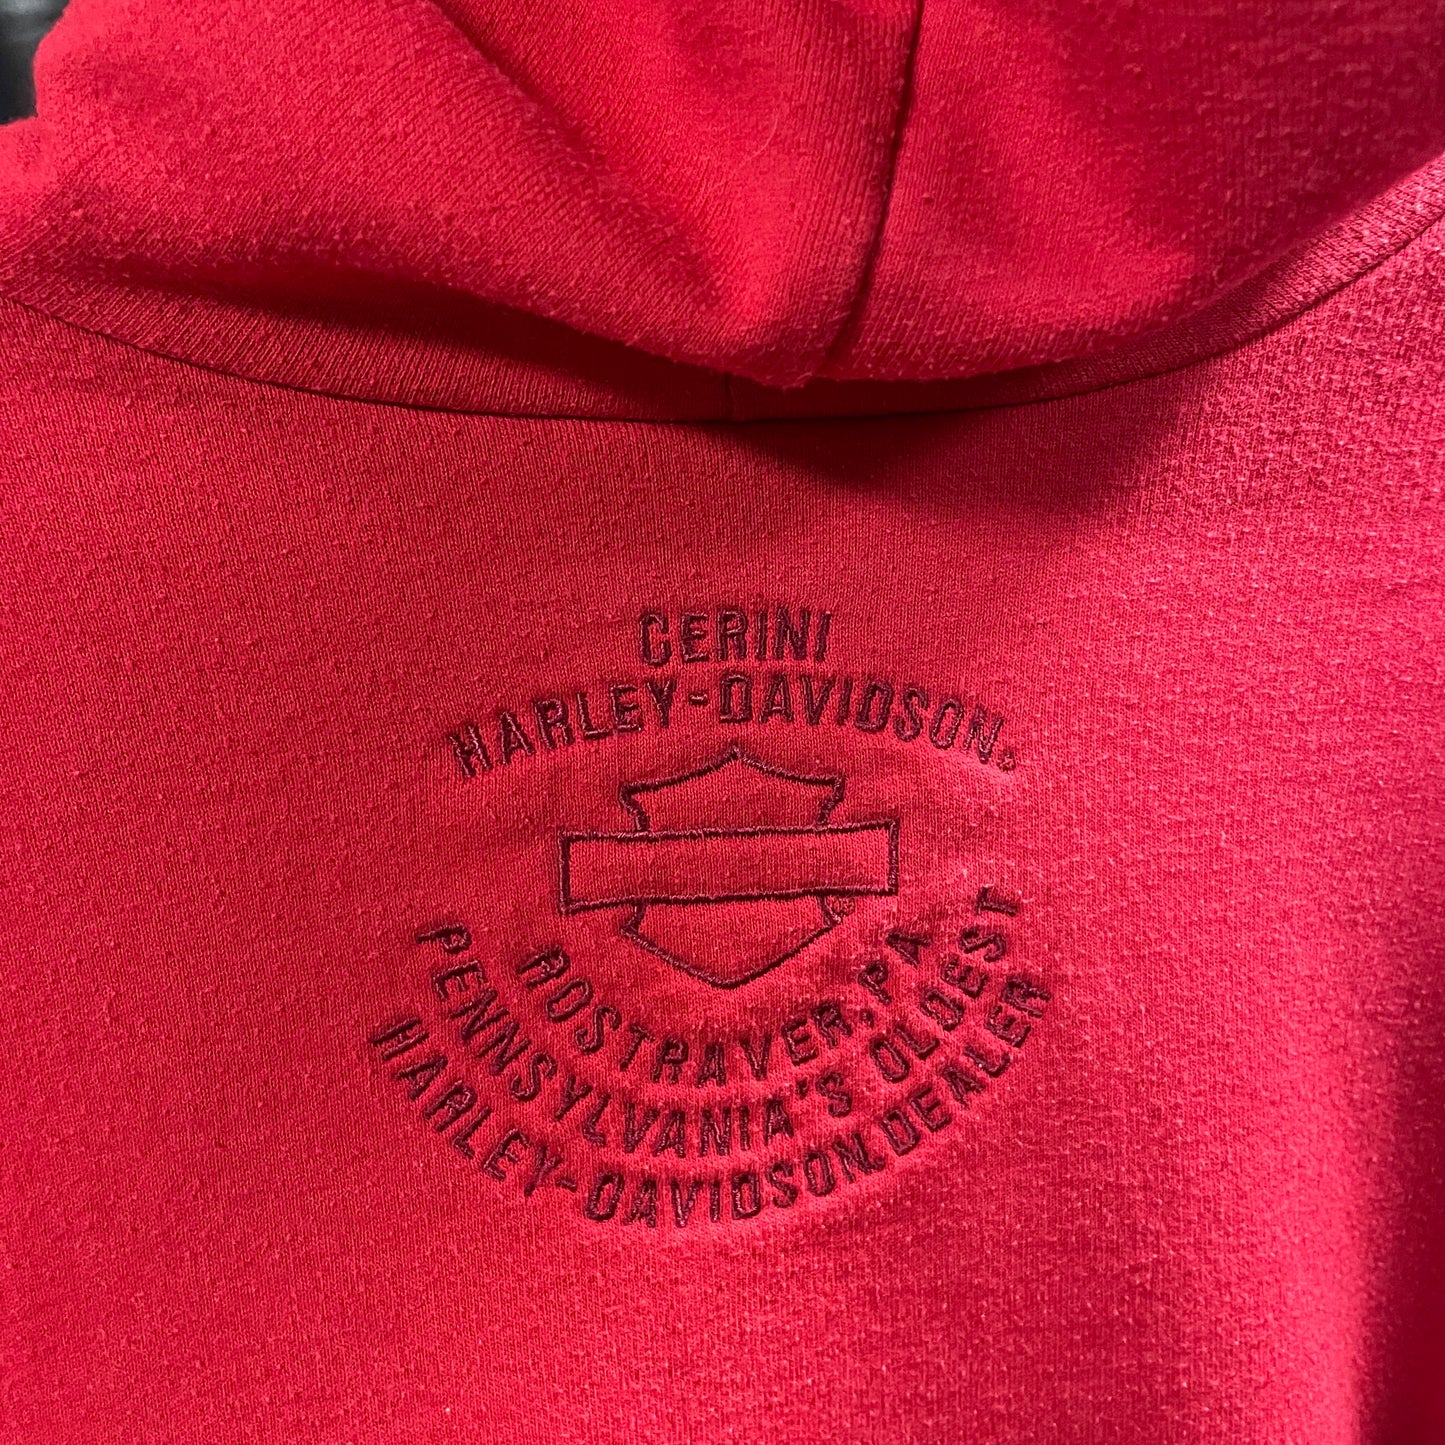 CERINI
HARLEY-DAVIDSON®
ROSTRAVER, PA
PENNSYLVANIA'S OLDEST
HARLEY-DAVIDSON® DEALER